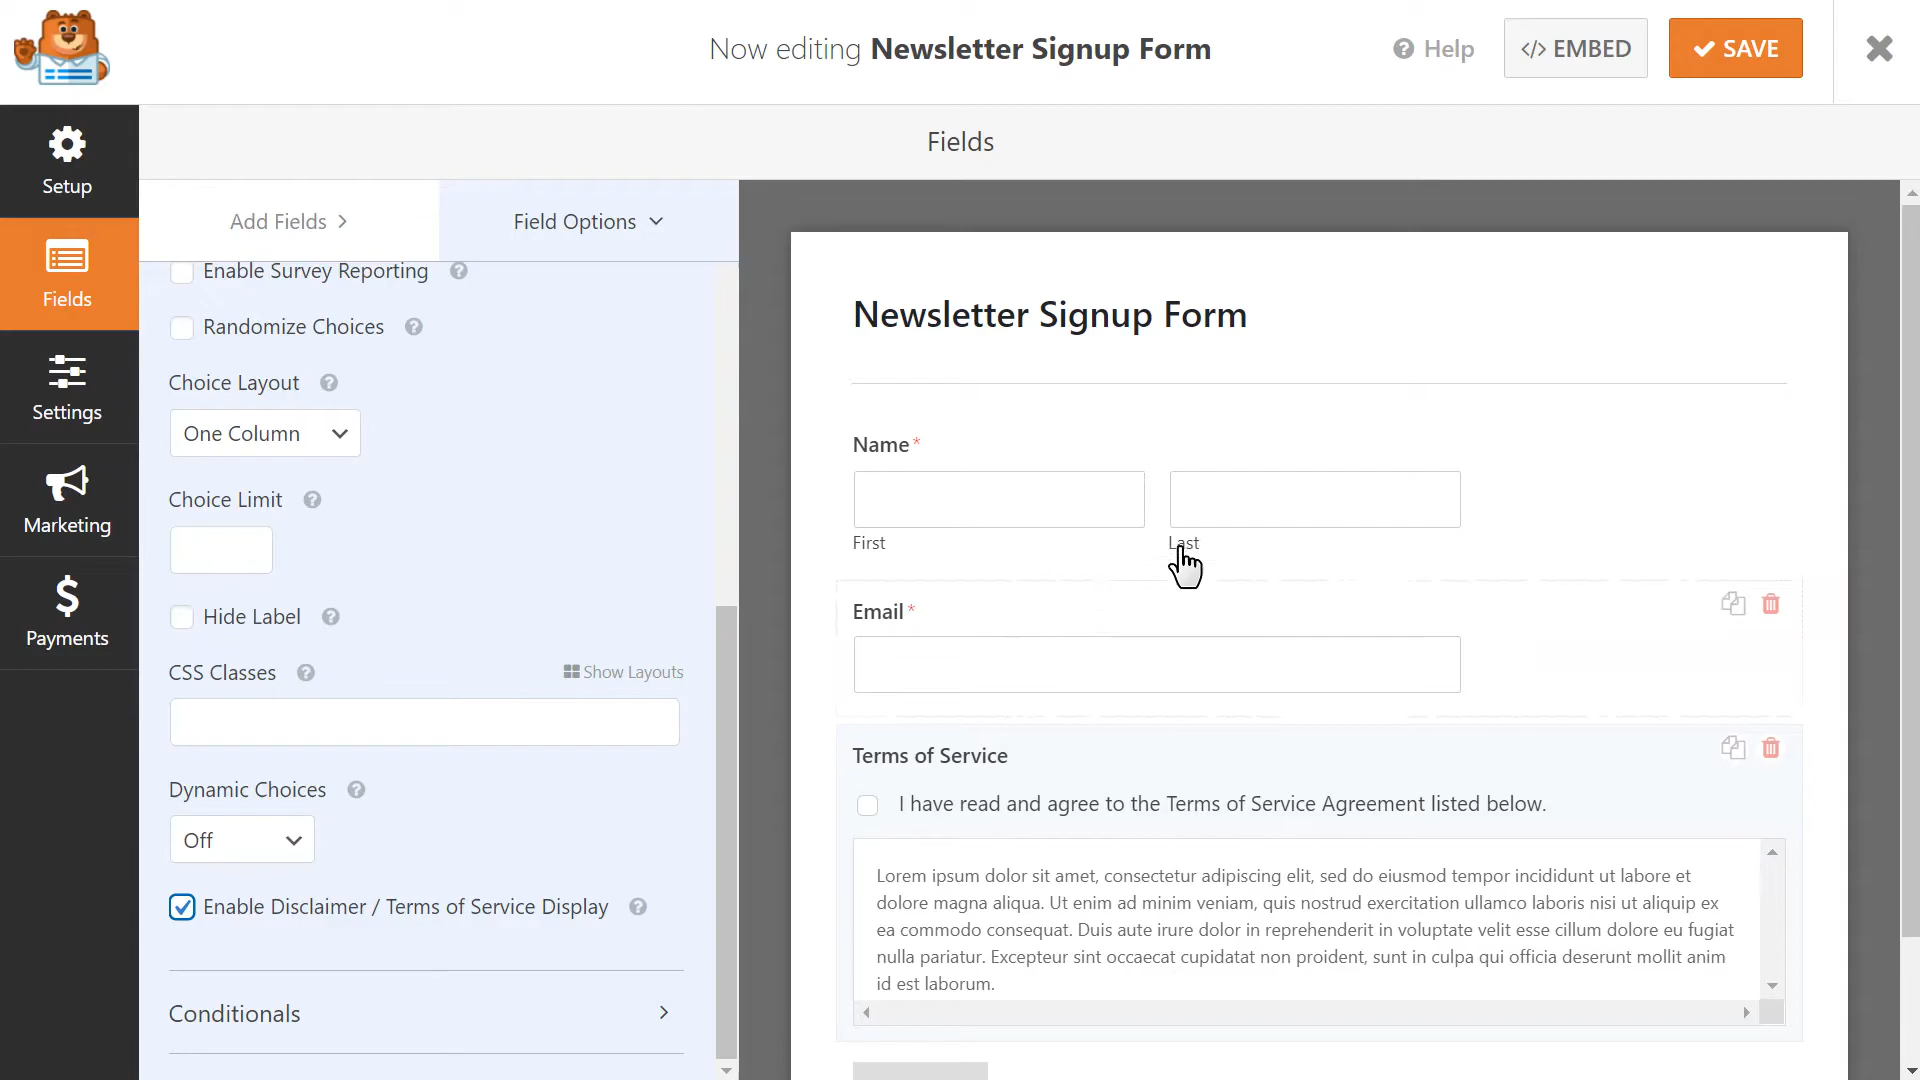 Now editing Newsletter Signup Form
Help
</> EMBED
SAVE
Setup
Fields
Settings
Marketing
Payments
Fields
Add Fields
Field Options
Enable Survey Reporting
Randomize Choices
Choice Layout
One Column
Choice Limit
Hide Label
CSS Classes
Show Layouts
Dynamic Choices
Off
Enable Disclaimer / Terms of Service Display
Conditionals
Newsletter Signup Form
Name*
First
Last
Email*
Terms of Service
I have read and agree to the Terms of Service Agreement listed below.
Lorem ipsum dolor sit amet, consectetur adipiscing elit, sed do eiusmod tempor incididunt ut labore et
dolore magna aliqua. Ut enim ad minim veniam, quis nostrud exercitation ullamco laboris nisi ut aliquip ex
ea commodo consequat. Duis aute irure dolor in reprehenderit in voluptate velit esse cillum dolore eu fugiat
nulla pariatur. Excepteur sint occaecat cupidatat non proident, sunt in culpa qui officia deserunt mollit anim
id est laborum.